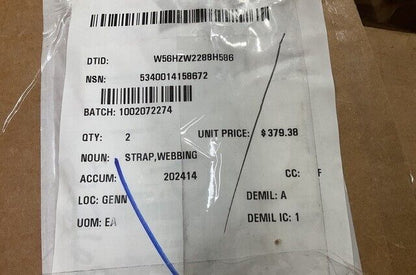 DTID: W56HZW2288H586
NSN: 5340014158672
BATCH: 1002072274
QTY: 2 UNIT PRICE: $379.38
NOUN: STRAP,WEBBING
ACCUM: 202414 CC: F
LOC: GENN DEMIL: A
UOM: EA DEMIL IC: 1